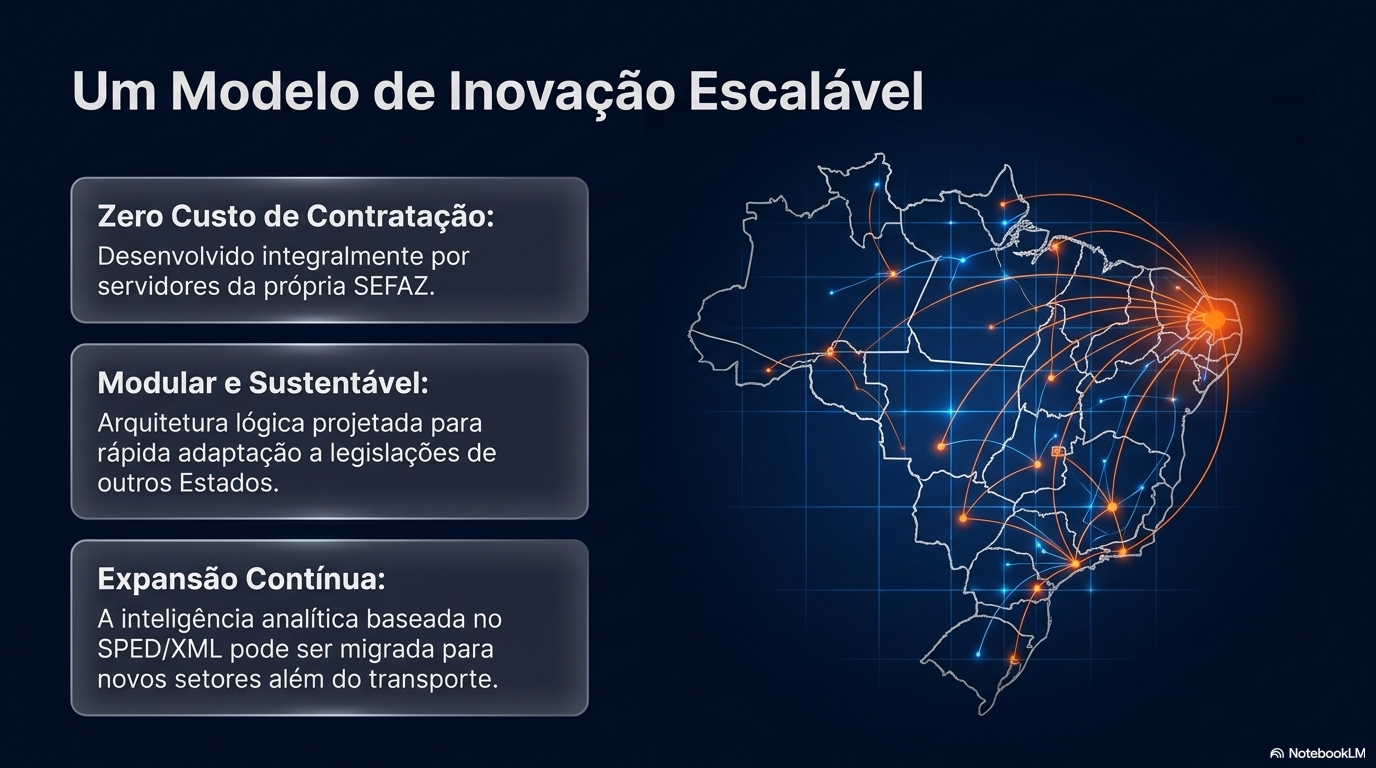 Um Modelo de Inovação Escalável
Zero Custo de Contratação:
Desenvolvido integralmente por
servidores da própria SEFAZ.
Modular e Sustentável:
Arquitetura lógica projetada para
rápida adaptação a legislações de
outros Estados.
Expansão Contínua:
A inteligência analítica baseada no
SPED/XML pode ser migrada para
novos setores além do transporte.
NotebookLM